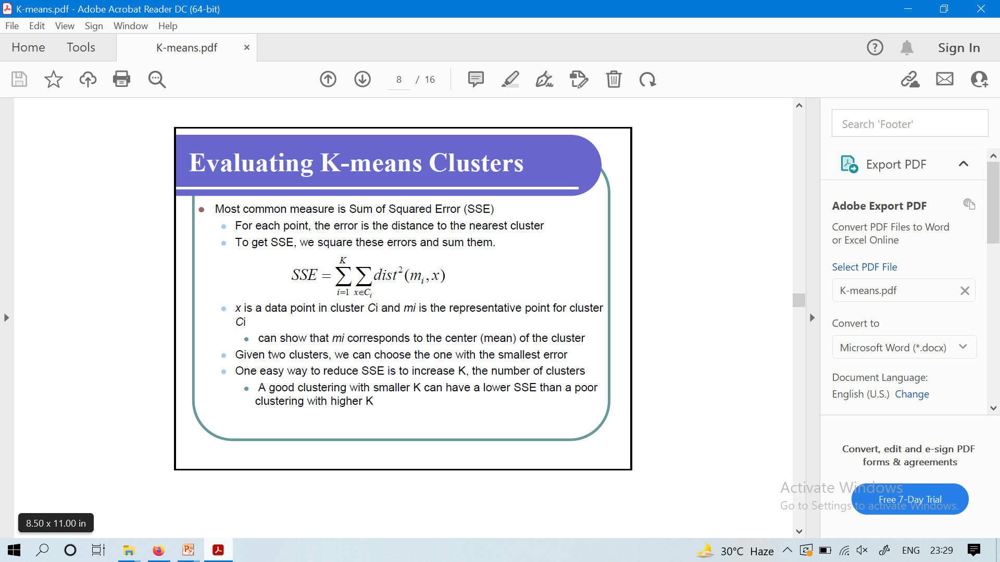 K-means.pdf - Adobe Acrobat Reader DC (64-bit)
File Edit View Sign Window Help
Home Tools K-means.pdf × Sign In
8 / 16
Search 'Footer'
Export PDF
Adobe Export PDF
Convert PDF Files to Word
or Excel Online
Select PDF File
K-means.pdf
Convert to
Microsoft Word (*.docx)
Document Language:
English (U.S.) Change
Convert, edit and e-sign PDF
forms & agreements
Free 7-Day Trial
Activate Windows
Go to Settings to activate Windows.
Evaluating K-means Clusters
Most common measure is Sum of Squared Error (SSE)
For each point, the error is the distance to the nearest cluster
To get SSE, we square these errors and sum them.
SSE = ∑_{i=1}^{K} ∑_{x∈C_i} dist²(m_i, x)
x is a data point in cluster Ci and mi is the representative point for cluster
Ci
can show that mi corresponds to the center (mean) of the cluster
Given two clusters, we can choose the one with the smallest error
One easy way to reduce SSE is to increase K, the number of clusters
A good clustering with smaller K can have a lower SSE than a poor
clustering with higher K
8.50 x 11.00 in
30°C Haze ENG 23:29